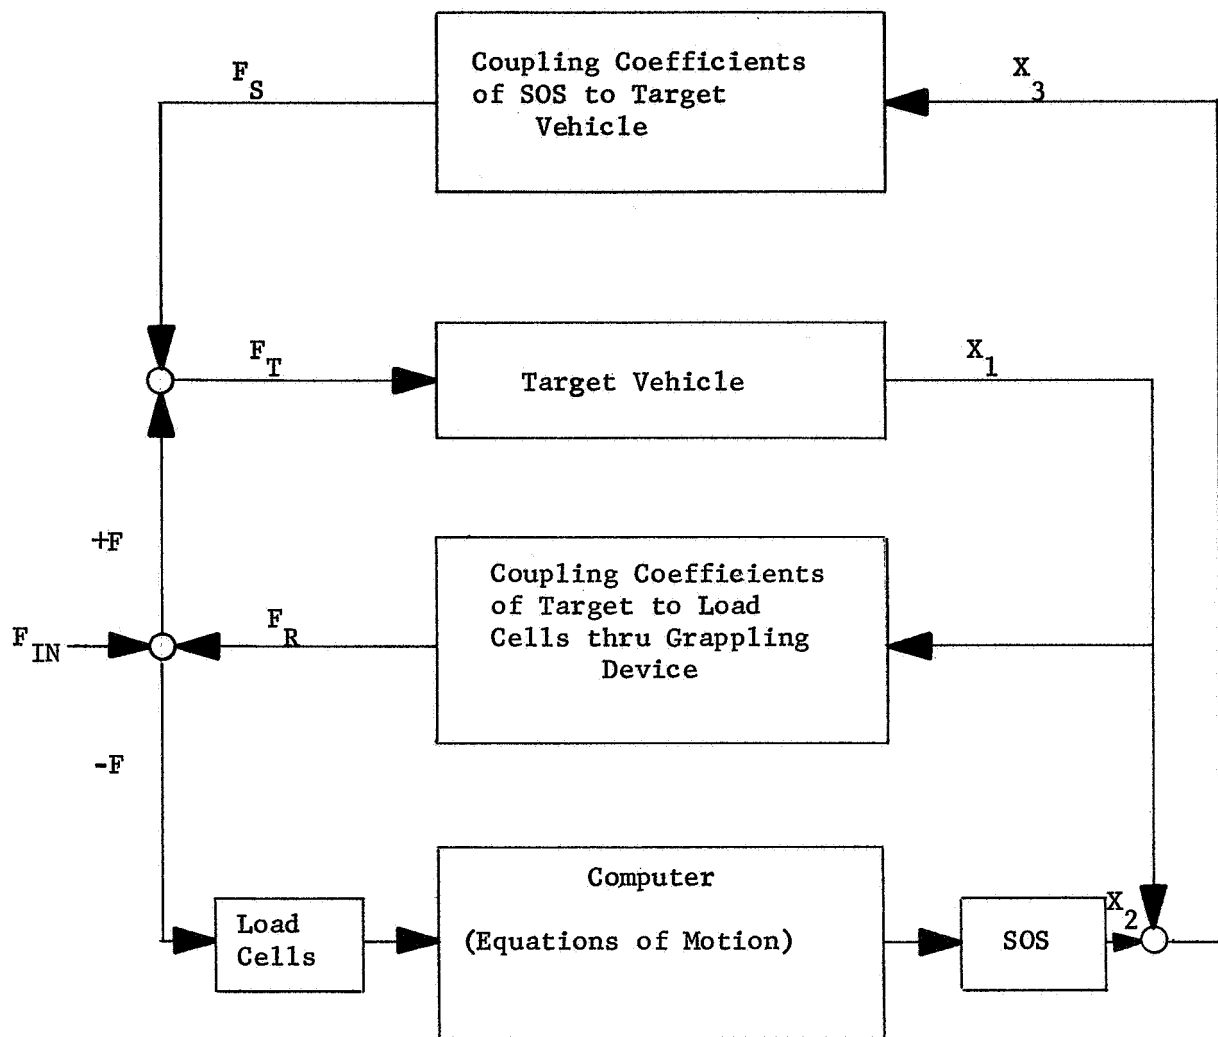 Coupling Coefficients
of SOS to Target
Vehicle
F_S
X_3
F_T
Target Vehicle
X_1
+F
Coupling Coefficieients
of Target to Load
Cells thru Grappling
Device
F_IN
F_R
-F
Computer
(Equations of Motion)
Load
Cells
SOS
X_2